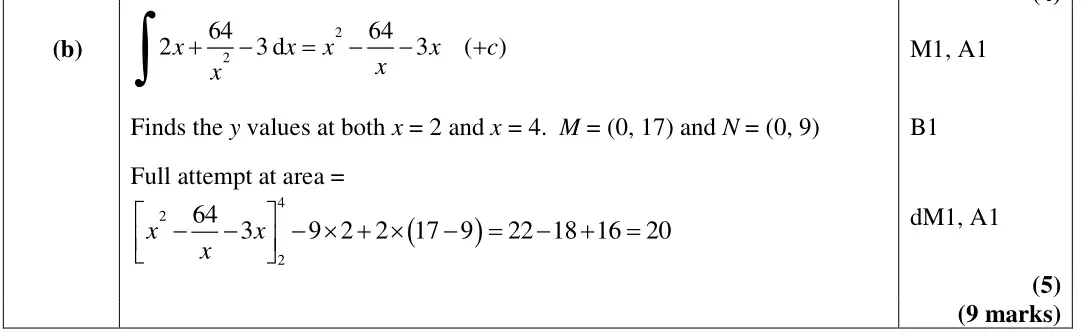 (b) ∫ 2x + 64/x² − 3 dx = x² − 64/x − 3x (+c) M1, A1
Finds the y values at both x = 2 and x = 4. M = (0, 17) and N = (0, 9) B1
Full attempt at area =
[x² − 64/x − 3x]₂⁴ − 9 × 2 + 2 × (17 − 9) = 22 − 18 + 16 = 20 dM1, A1
(5)
(9 marks)